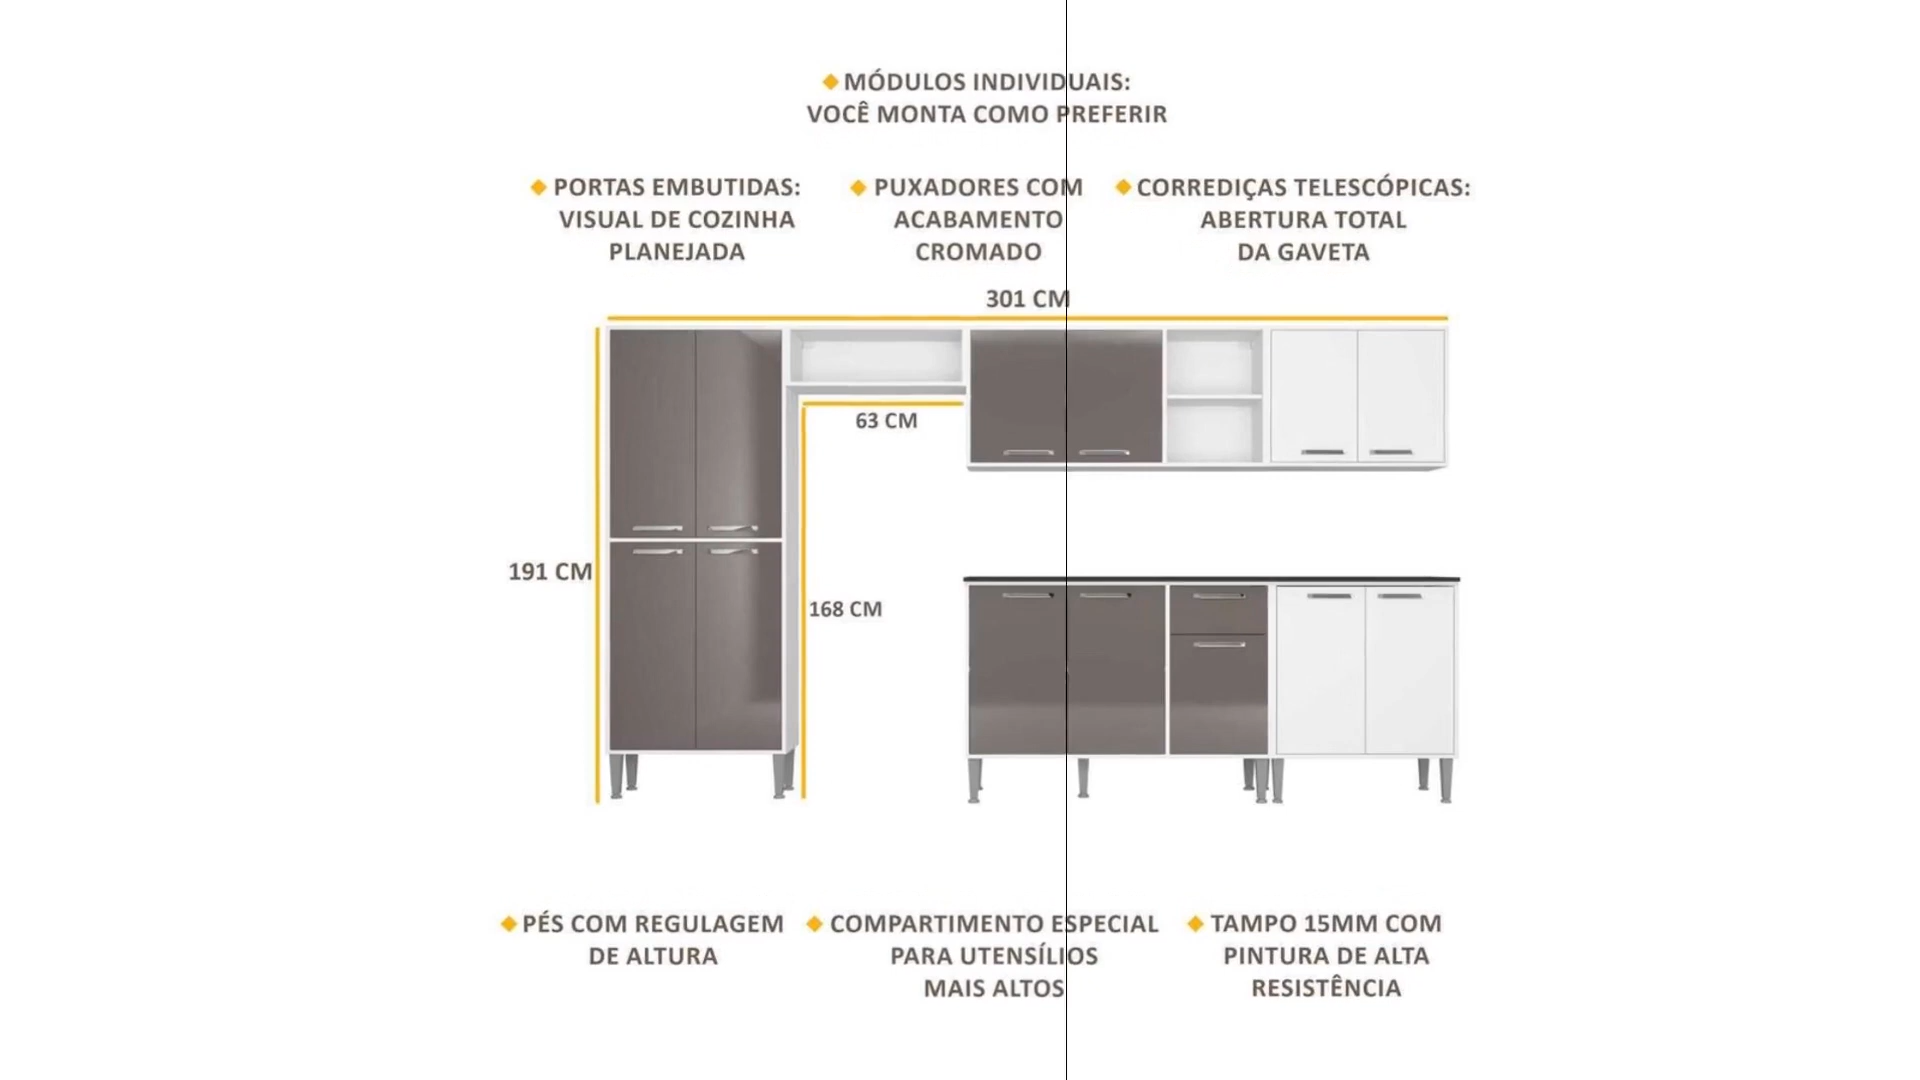 MÓDULOS INDIVIDUAIS:
VOCÊ MONTA COMO PREFERIR
PORTAS EMBUTIDAS:
VISUAL DE COZINHA
PLANEJADA
PUXADORES COM
ACABAMENTO
CROMADO
CORREDIÇAS TELESCÓPICAS:
ABERTURA TOTAL
DA GAVETA
301 CM
63 CM
191 CM
168 CM
PÉS COM REGULAGEM
DE ALTURA
COMPARTIMENTO ESPECIAL
PARA UTENSÍLIOS
MAIS ALTOS
TAMPO 15MM COM
PINTURA DE ALTA
RESISTÊNCIA